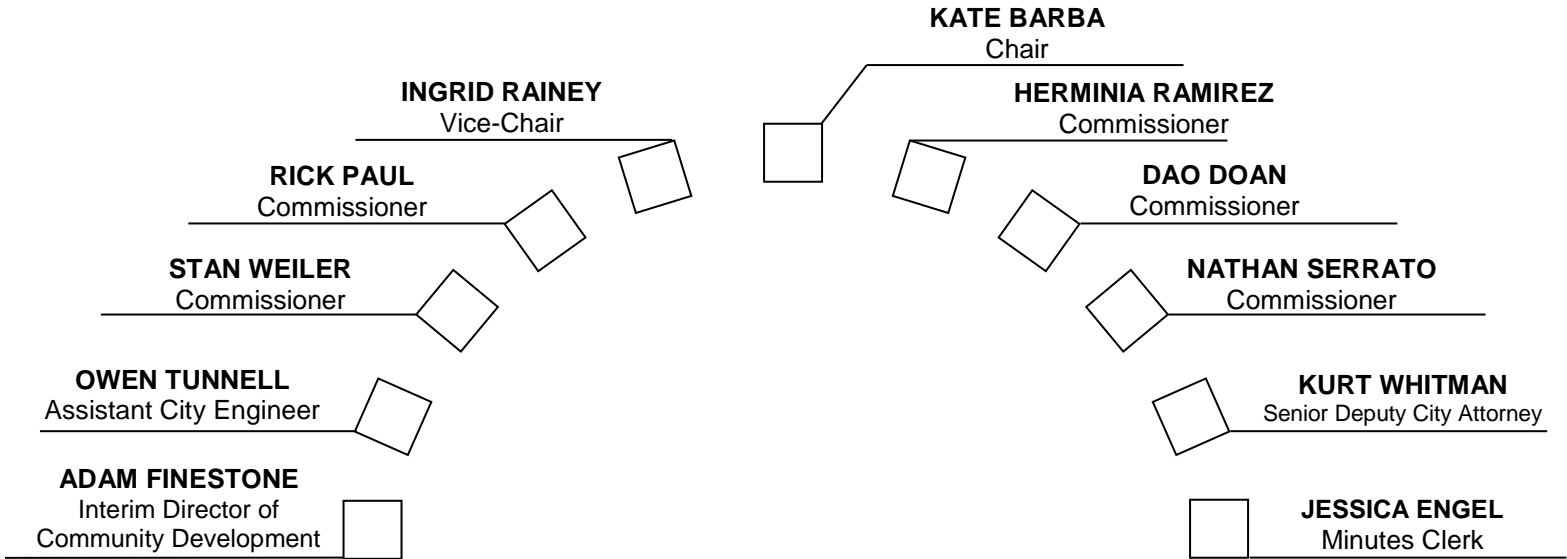 KATE BARBA
Chair
INGRID RAINEY
Vice-Chair
HERMINIA RAMIREZ
Commissioner
RICK PAUL
Commissioner
DAO DOAN
Commissioner
STAN WEILER
Commissioner
NATHAN SERRATO
Commissioner
OWEN TUNNELL
Assistant City Engineer
KURT WHITMAN
Senior Deputy City Attorney
ADAM FINESTONE
Interim Director of
Community Development
JESSICA ENGEL
Minutes Clerk